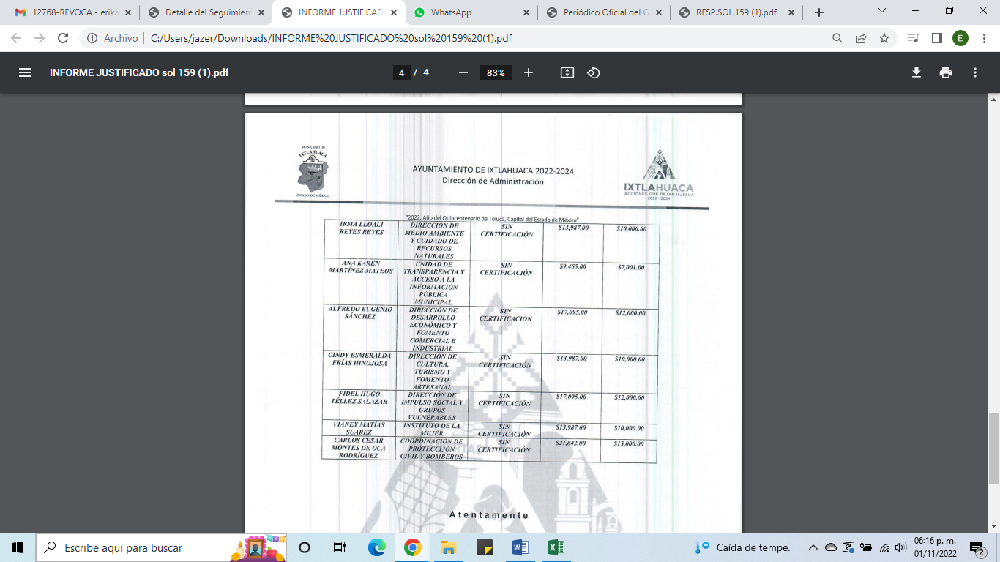 12768-REVOCA - erika
Detalle del Seguimient
INFORME JUSTIFICAD
WhatsApp
Periódico Oficial del G
RESP.SOL.159 (1).pdf
Archivo
C:/Users/jazer/Downloads/INFORME%20JUSTIFICADO%20sol%20159%20(1).pdf
E
INFORME JUSTIFICADO sol 159 (1).pdf
4 / 4
83%
MUNICIPIO DE
IXTLAHUACA
ESTADO DE MÉXICO
AYUNTAMIENTO DE IXTLAHUACA 2022-2024
Dirección de Administración
IXTLAHUACA
ACCIONES QUE DEJAN HUELLA
2022 - 2024
"2022. Año del Quincentenario de Toluca, Capital del Estado de México"
IRMA LLOALI
REYES REYES
DIRECCIÓN DE
MEDIO AMBIENTE
Y CUIDADO DE
RECURSOS
NATURALES
SIN
CERTIFICACIÓN
$13,987.00
$10,000.00
ANA KAREN
MARTÍNEZ MATEOS
UNIDAD DE
TRANSPARENCIA Y
ACCESO A LA
INFORMACIÓN
PÚBLICA
MUNICIPAL
SIN
CERTIFICACIÓN
$9,455.00
$7,001.00
ALFREDO EUGENIO
SÁNCHEZ
DIRECCIÓN DE
DESARROLLO
ECONÓMICO Y
FOMENTO
COMERCIAL E
INDUSTRIAL
SIN
CERTIFICACIÓN
$17,095.00
$12,000.00
CINDY ESMERALDA
FRÍAS HINOJOSA
DIRECCIÓN DE
CULTURA,
TURISMO Y
FOMENTO
ARTESANAL
SIN
CERTIFICACIÓN
$13,987.00
$10,000.00
FIDEL HUGO
TÉLLEZ SALAZAR
DIRECCIÓN DE
IMPULSO SOCIAL Y
GRUPOS
VULNERABLES
SIN
CERTIFICACIÓN
$17,095.00
$12,000.00
VIANEY MATÍAS
SUAREZ
INSTITUTO DE LA
MUJER
SIN
CERTIFICACIÓN
$13,987.00
$10,000.00
CARLOS CESAR
MONTES DE OCA
RODRÍGUEZ
COORDINACIÓN DE
PROTECCIÓN
CIVIL Y BOMBEROS
SIN
CERTIFICACIÓN
$21,842.00
$15,000.00
Atentamente
Escribe aquí para buscar
Caída de tempe.
06:16 p. m.
01/11/2022
2